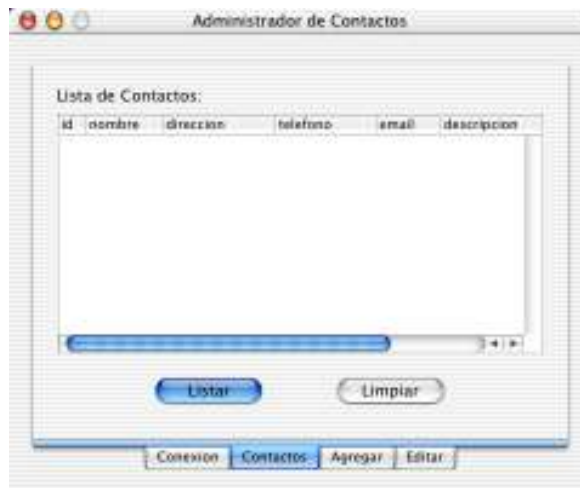 Administrador de Contactos
Lista de Contactos:
id nombre direccion telefono email descripcion
Listar Limpiar
Conexion Contactos Agregar Editar